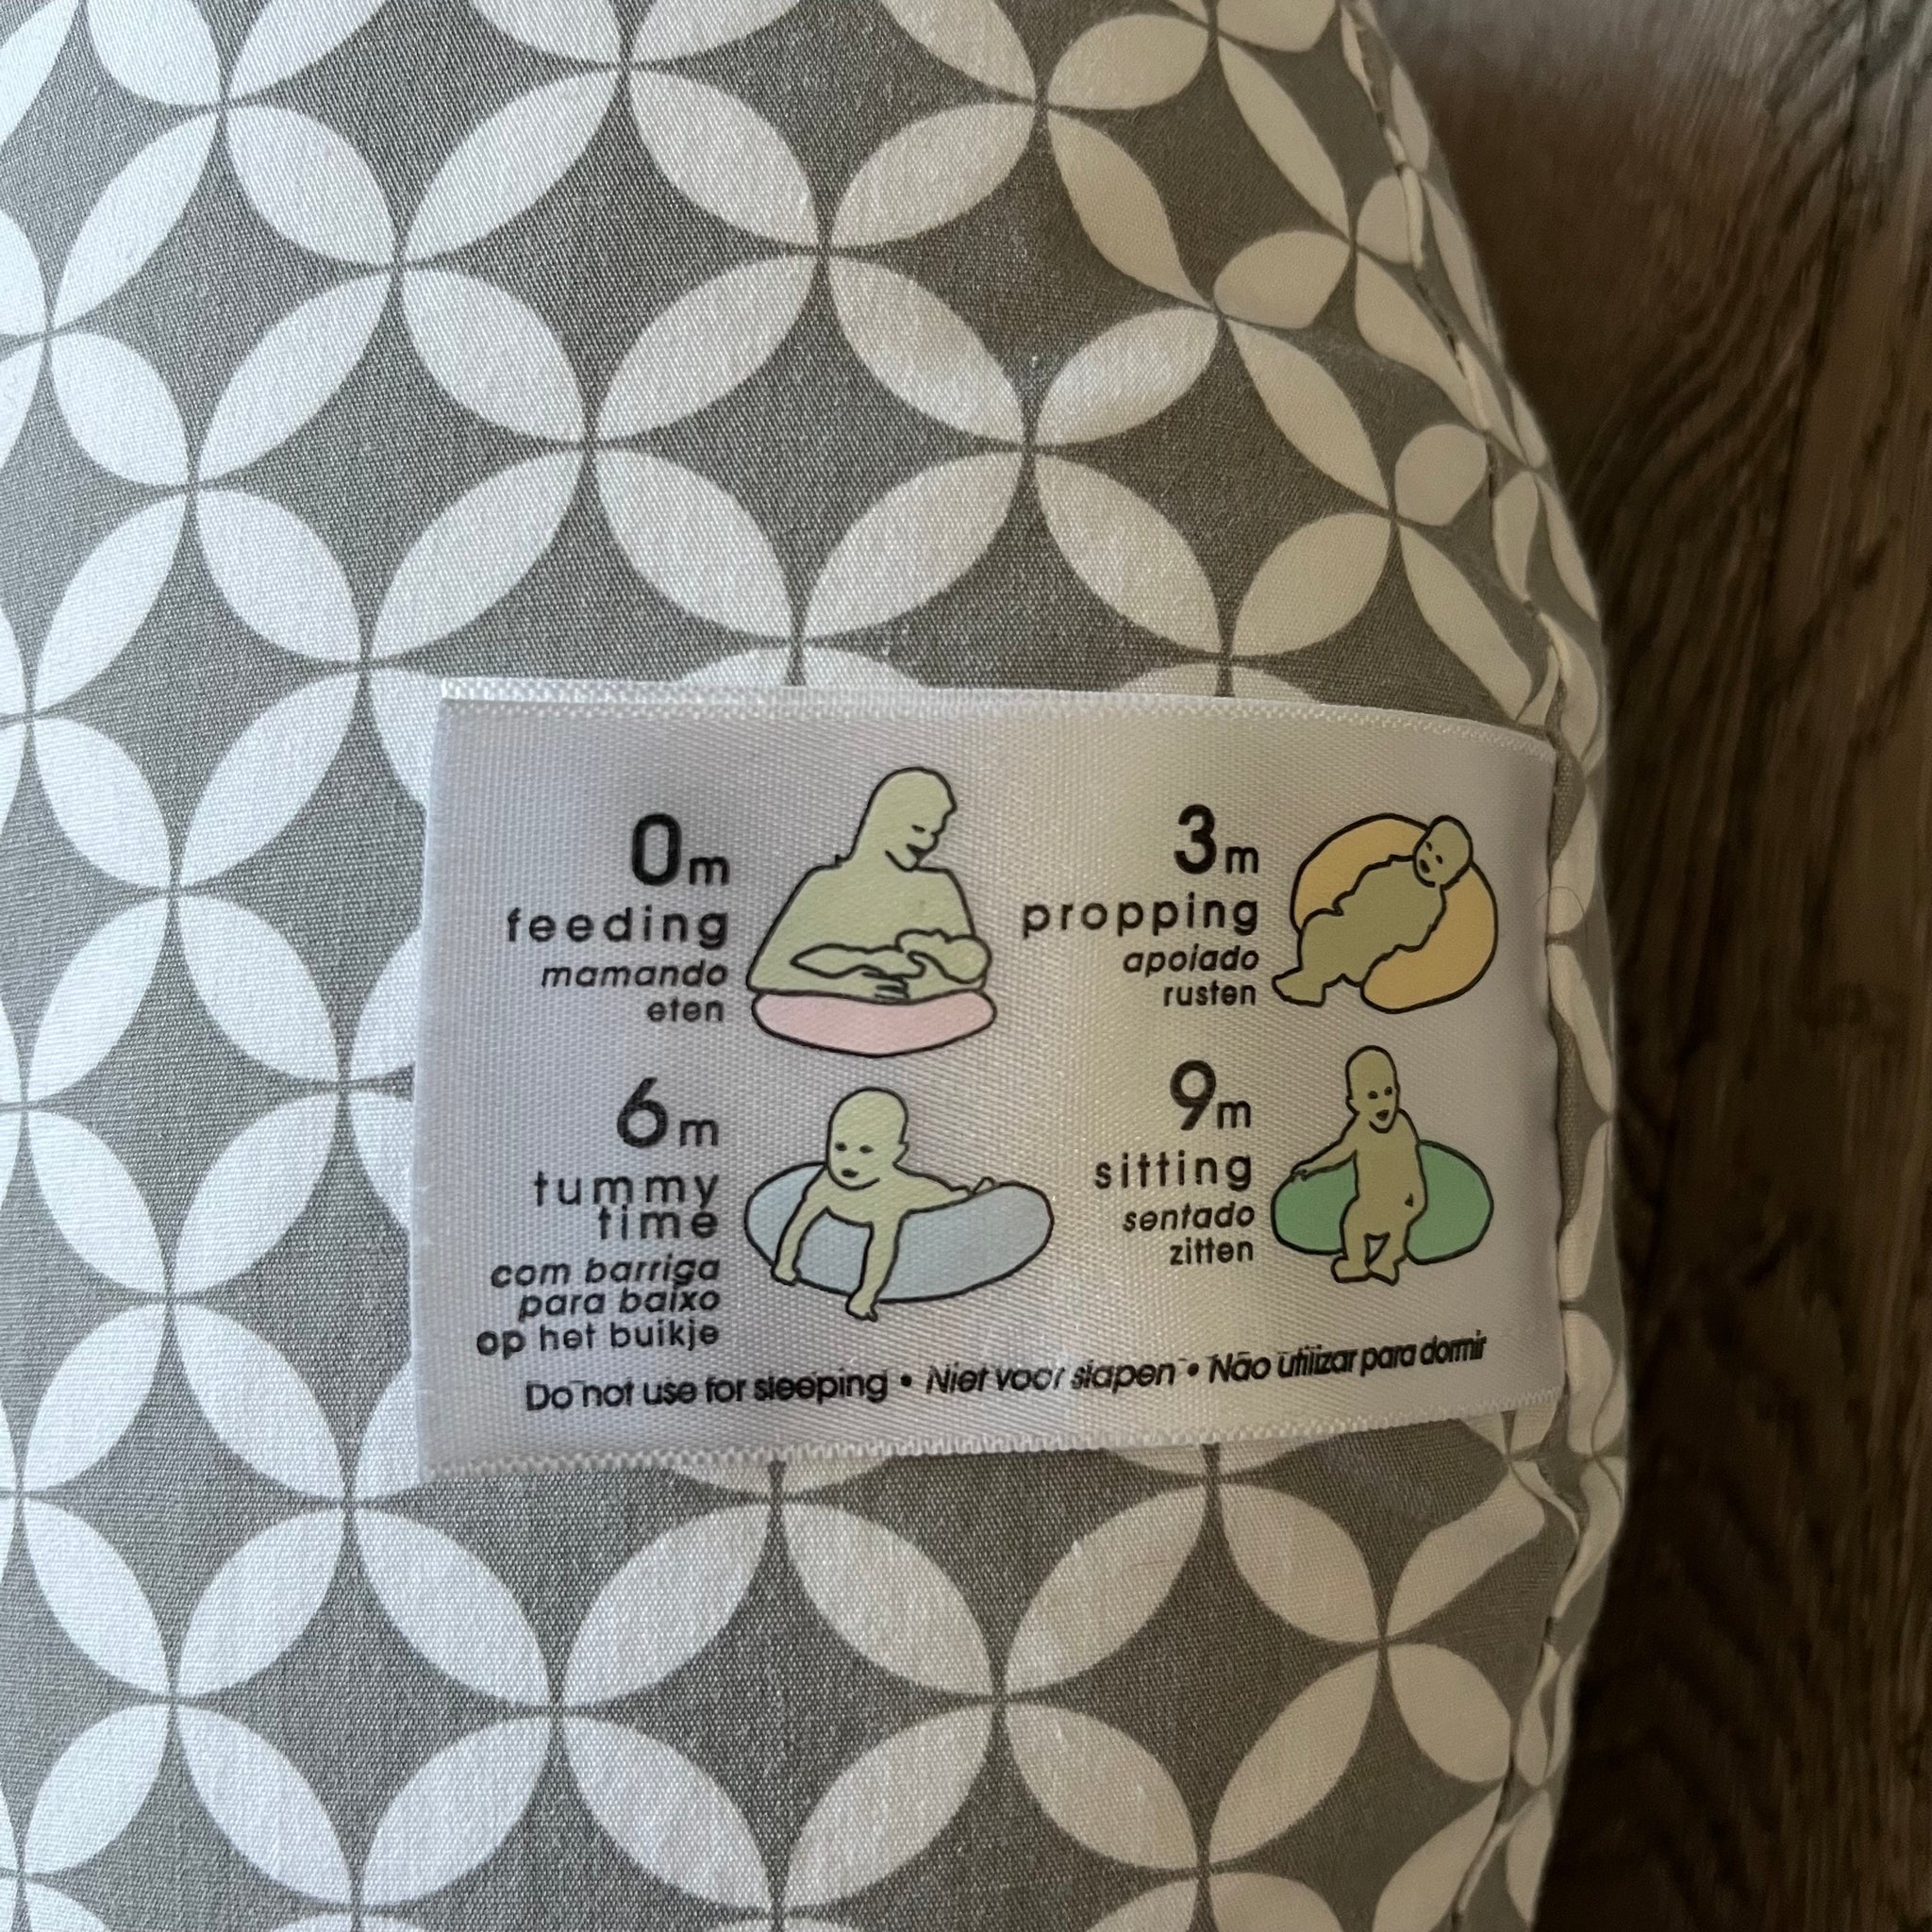 0m
feeding
mamando
eten
3m
propping
apoiado
rusten
6m
tummy
time
com barriga
para baixo
op het buikje
9m
sitting
sentado
zitten
Do not use for sleeping • Niet voor slapen • Não utilizar para dormir